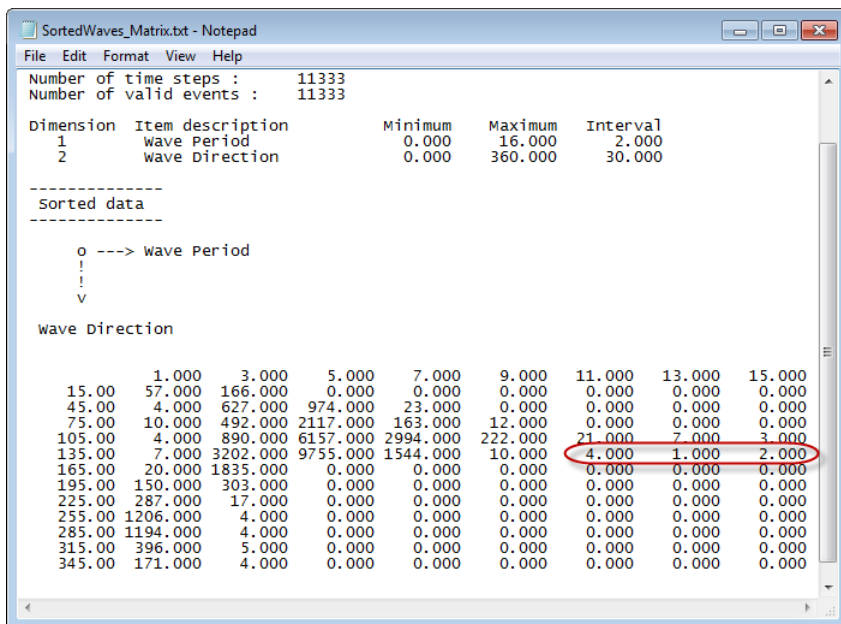 SortedWaves_Matrix.txt - Notepad
File Edit Format View Help
Number of time steps : 11333
Number of valid events : 11333
Dimension Item description Minimum Maximum Interval
1 Wave Period 0.000 16.000 2.000
2 Wave Direction 0.000 360.000 30.000
--------------
Sorted data
--------------
o ---> Wave Period
!
!
v
Wave Direction
1.000 3.000 5.000 7.000 9.000 11.000 13.000 15.000
15.00 57.000 166.000 0.000 0.000 0.000 0.000 0.000 0.000
45.00 4.000 627.000 974.000 23.000 0.000 0.000 0.000 0.000
75.00 10.000 492.000 2117.000 163.000 12.000 0.000 0.000 0.000
105.00 4.000 890.000 6157.000 2994.000 222.000 21.000 7.000 3.000
135.00 7.000 3202.000 9755.000 1544.000 10.000 4.000 1.000 2.000
165.00 20.000 1835.000 0.000 0.000 0.000 0.000 0.000 0.000
195.00 150.000 303.000 0.000 0.000 0.000 0.000 0.000 0.000
225.00 287.000 17.000 0.000 0.000 0.000 0.000 0.000 0.000
255.00 1206.000 4.000 0.000 0.000 0.000 0.000 0.000 0.000
285.00 1194.000 4.000 0.000 0.000 0.000 0.000 0.000 0.000
315.00 396.000 5.000 0.000 0.000 0.000 0.000 0.000 0.000
345.00 171.000 4.000 0.000 0.000 0.000 0.000 0.000 0.000